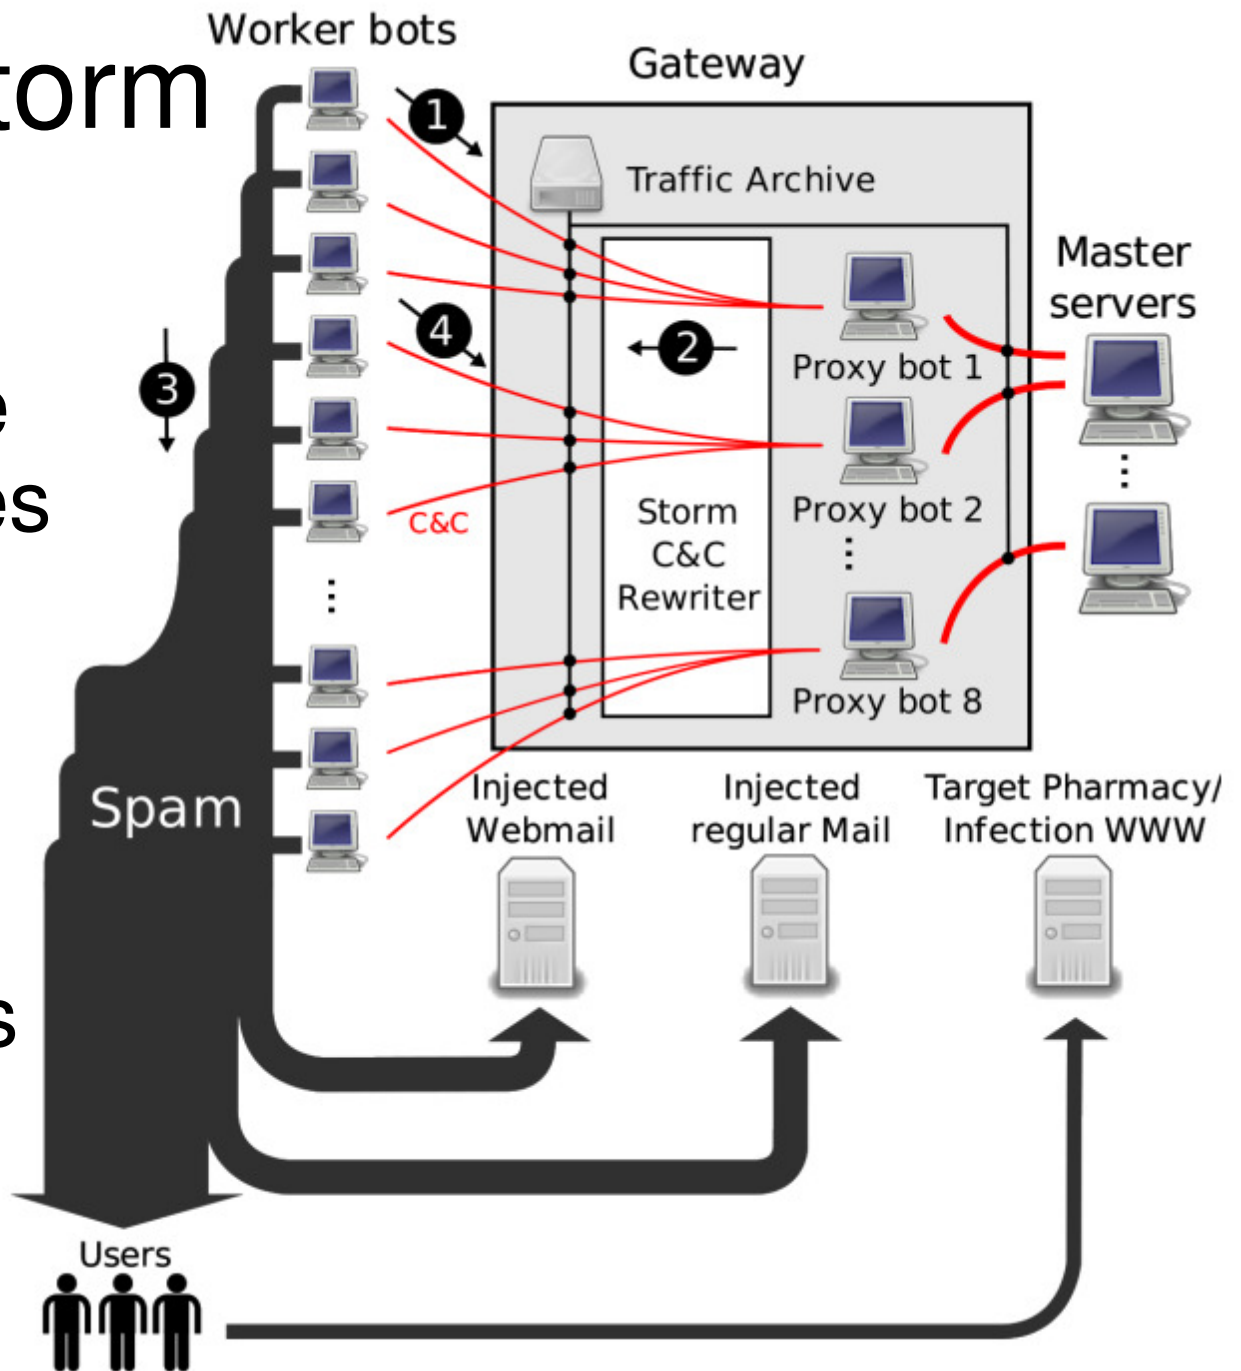 Worker bots
torm
Gateway
1
Traffic Archive
Master
servers
4
2
3
Proxy bot 1
e
es
C&C
Storm
C&C
Rewriter
Proxy bot 2
Proxy bot 8
Spam
Injected
Webmail
Injected
regular Mail
Target Pharmacy/
Infection WWW
s
Users